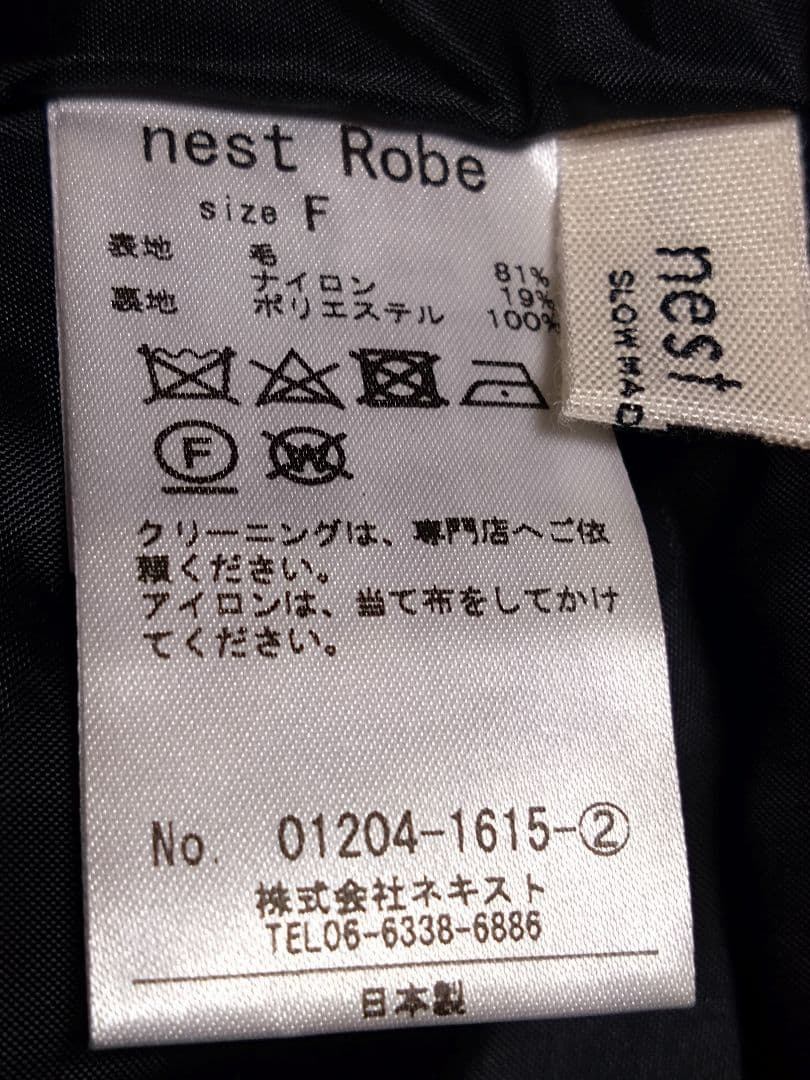 nest Robe
size F
表地 毛 81%
ナイロン 19%
裏地 ポリエステル 100%
F
W
クリーニングは、専門店へご依
頼ください。
アイロンは、当て布をしてかけ
てください。
No. 01204-1615-②
株式会社ネキスト
TEL06-6338-6886
日本製
nest
SLOW MAD